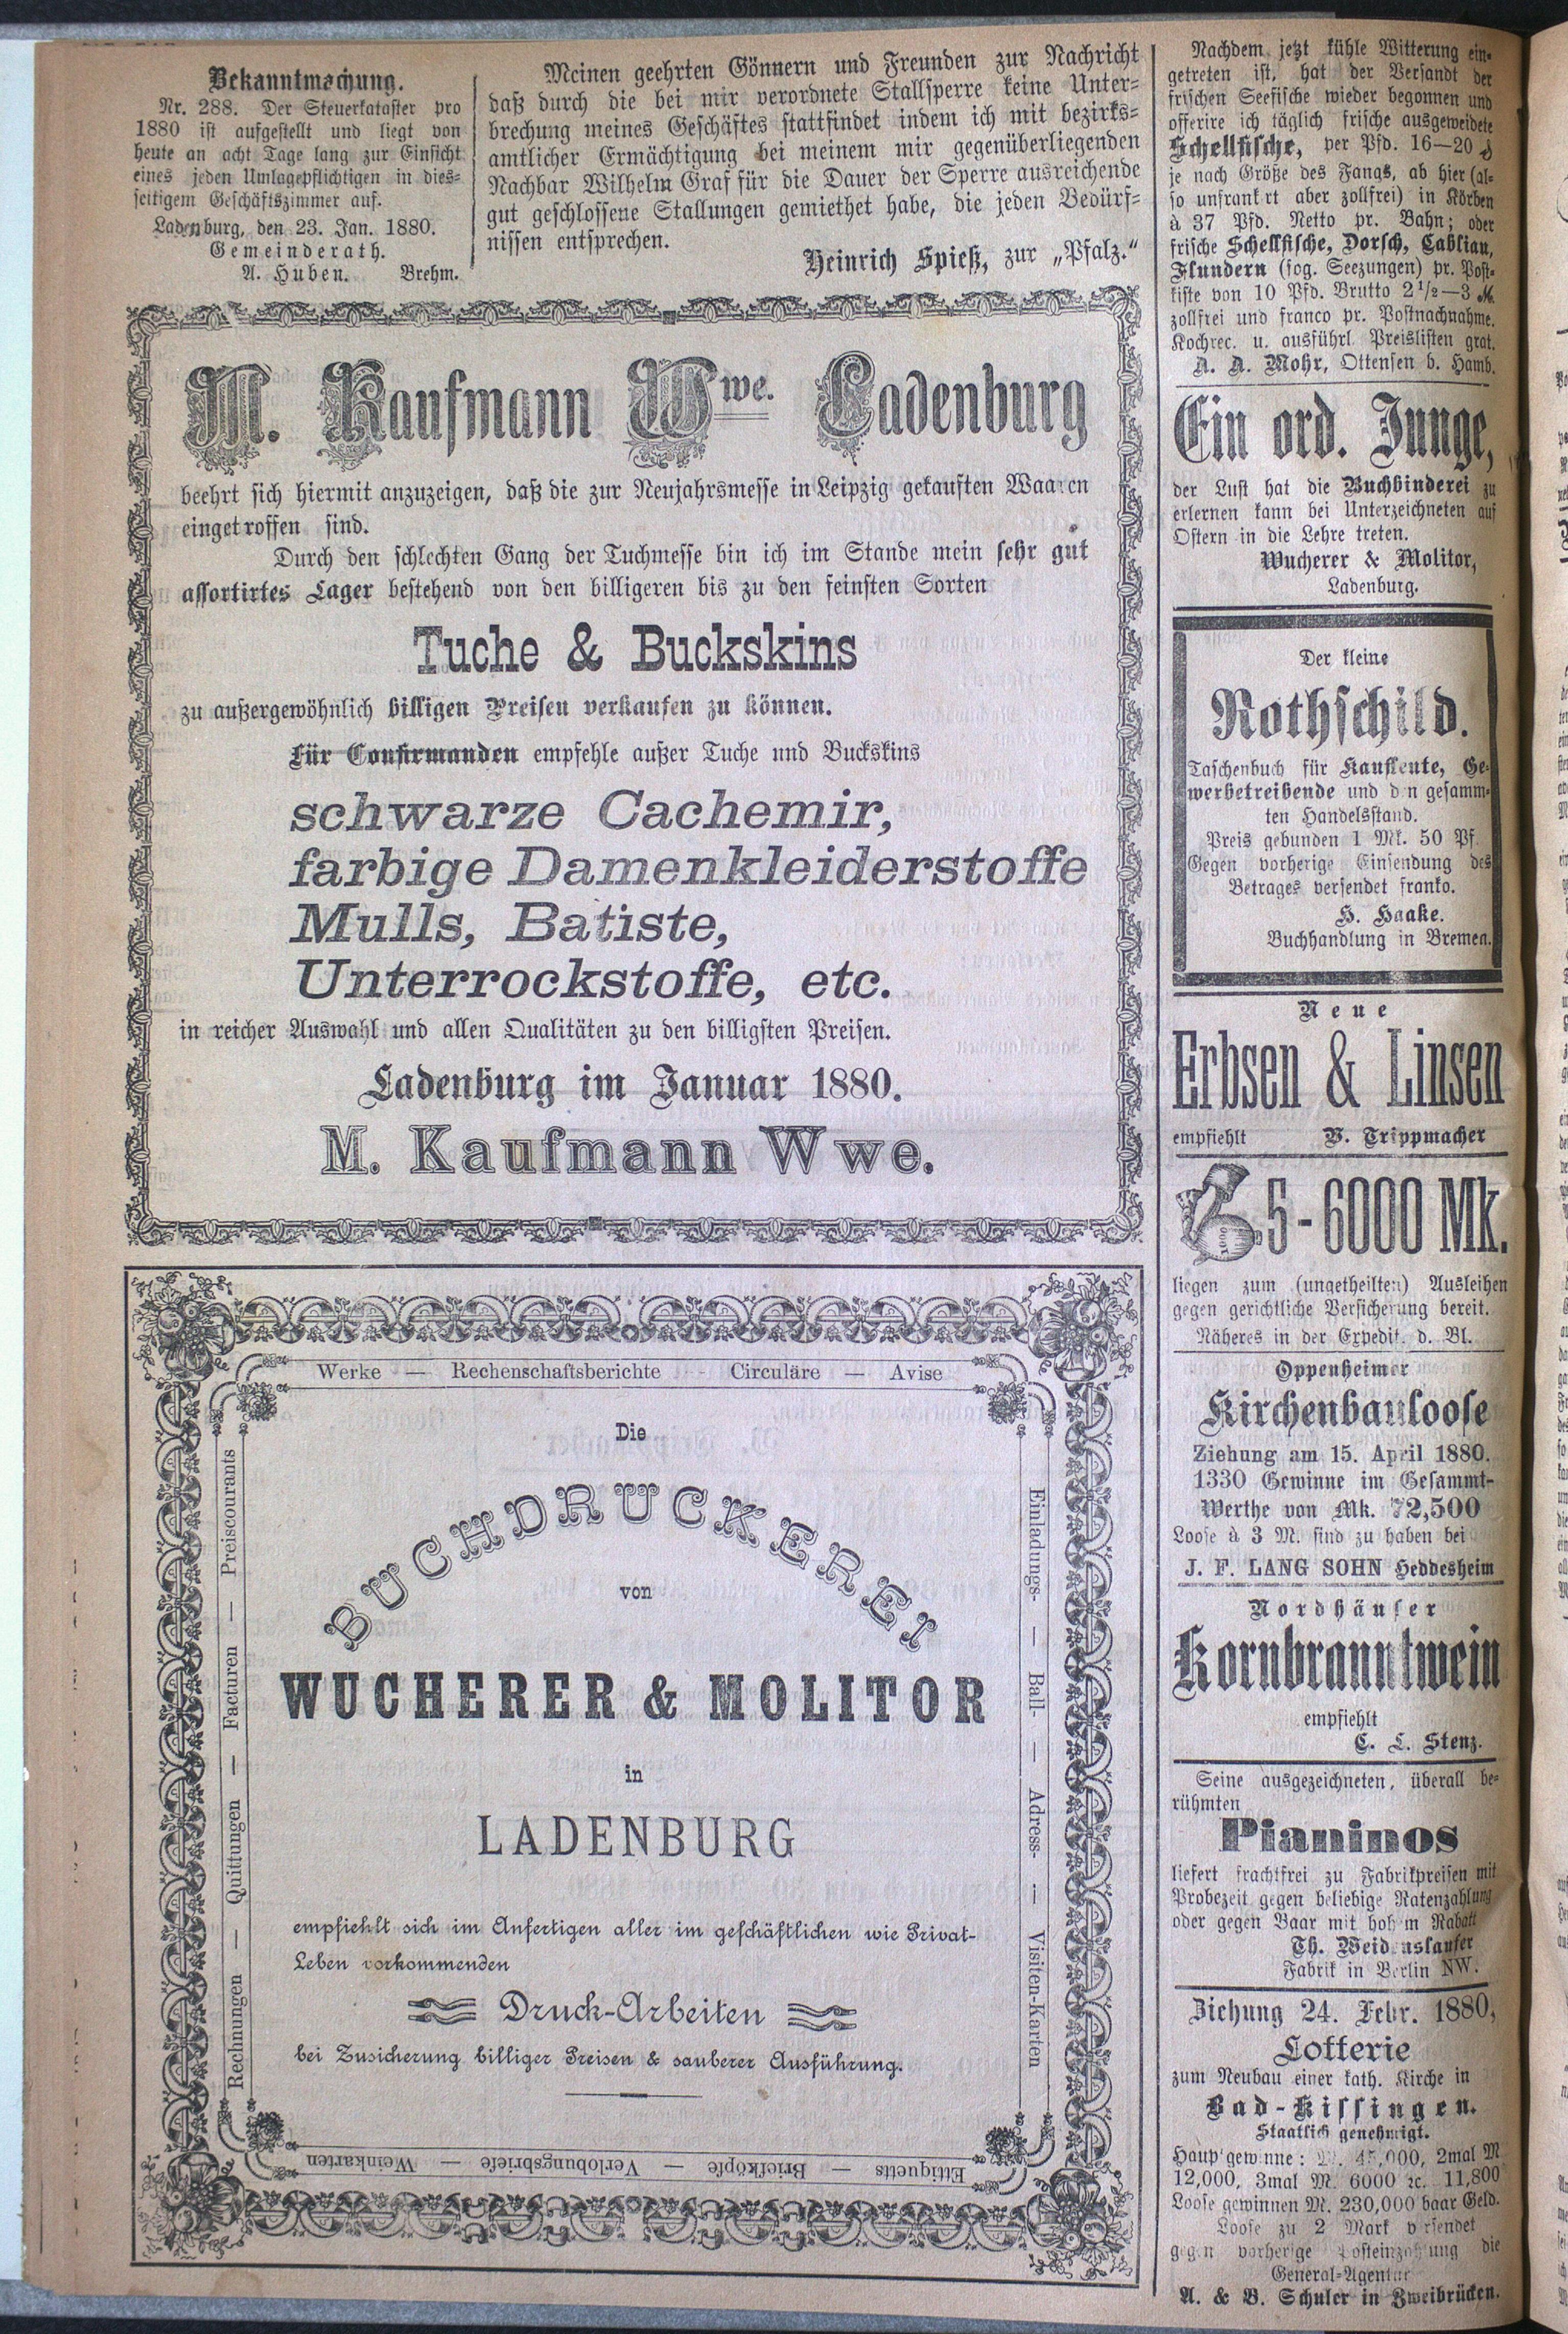 Bekanntmachung.
Nr. 288. Der Steuerkataster pro
1880 ist aufgestellt und liegt von
heute an acht Tage lang zur Einsicht
eines jeden Umlagepflichtigen in dies-
seitigem Geschäftszimmer auf.
Ladenburg, den 23. Jan. 1880.
Gemeinderath.
A. Huben. Brehm.
Meinen geehrten Gönnern und Freunden zur Nachricht
daß durch die bei mir verordnete Stallsperre keine Unter-
brechung meines Geschäftes stattfindet indem ich mit bezirks-
amtlicher Ermächtigung bei meinem mir gegenüberliegenden
Nachbar Wilhelm Graf für die Dauer der Sperre ausreichende
gut geschlossene Stallungen gemiethet habe, die jeden Bedürf-
nissen entsprechen.
Heinrich Spieß, zur „Pfalz.“
M. Kaufmann Wwe. Ladenburg
beehrt sich hiermit anzuzeigen, daß die zur Neujahrsmesse in Leipzig gekauften Waaren
eingetroffen sind.
Durch den schlechten Gang der Tuchmesse bin ich im Stande mein sehr gut
assortirtes Lager bestehend von den billigeren bis zu den feinsten Sorten
Tuche & Buckskins
zu außergewöhnlich billigen Preisen verkaufen zu können.
Für Confirmanden empfehle außer Tuche und Buckskins
schwarze Cachemir,
farbige Damenkleiderstoffe
Mulls, Batiste,
Unterrockstoffe, etc.
in reicher Auswahl und allen Qualitäten zu den billigsten Preisen.
Ladenburg im Januar 1880.
M. Kaufmann Wwe.
Werke — Rechenschaftsberichte — Circuläre — Avise
Rechnungen — Quittungen — Facturen — Preiscourants
Die
BUCHDRUCKEREI
von
WUCHERER & MOLITOR
in
LADENBURG
empfiehlt sich im Anfertigen aller im geschäftlichen wie Privat-
Leben vorkommenden
Druck-Arbeiten
bei Zusicherung billiger Preisen & sauberer Ausführung.
Einladungs- — Ball- — Adress- — Visiten-Karten
Ettiquetts — Briefköpfe — Verlobungsbriefe — Weinkarten
Nachdem jetzt kühle Witterung ein-
getreten ist, hat der Versandt der
frischen Seefische wieder begonnen und
offerire ich täglich frische ausgeweidete
Schellfische, per Pfd. 16—20 ₰
je nach Größe des Fangs, ab hier (al-
so unfrankirt aber zollfrei) in Körben
à 37 Pfd. Netto pr. Bahn; oder
frische Schellfische, Dorsch, Cabliau,
Flundern (sog. Seezungen) pr. Post-
kiste von 10 Pfd. Brutto 2 1/2—3 ℳ.
zollfrei und franco pr. Postnachnahme.
Kochrec. u. ausführl. Preislisten grat.
A. A. Mohr, Ottensen b. Hamb.
Ein ord. Junge,
der Lust hat die Buchbinderei zu
erlernen kann bei Unterzeichneten auf
Ostern in die Lehre treten.
Wucherer & Molitor,
Ladenburg.
Der kleine
Rothschild.
Taschenbuch für Kaufleute, Ge-
werbetreibende und den gesamm-
ten Handelsstand.
Preis gebunden 1 Mk. 50 Pf.
Gegen vorherige Einsendung des
Betrages versendet franko.
H. Haake.
Buchhandlung in Bremen.
Neue
Erbsen & Linsen
empfiehlt B. Trippmacher
5-6000 Mk.
liegen zum (ungetheilten) Ausleihen
gegen gerichtliche Versicherung bereit.
Näheres in der Expedit. d. Bl.
Oppenheimer
Kirchenbauloose
Ziehung am 15. April 1880.
1330 Gewinne im Gesammt-
Werthe von Mk. 72,500
Loose à 3 M. sind zu haben bei
J. F. LANG SOHN Heddesheim
Nordhäuser
Kornbranntwein
empfiehlt
C. L. Stenz.
Seine ausgezeichneten, überall be-
rühmten
Pianinos
liefert frachtfrei zu Fabrikpreisen mit
Probezeit gegen beliebige Ratenzahlung
oder gegen Baar mit hohem Rabatt
Th. Weidenslaufer
Fabrik in Berlin NW.
Ziehung 24. Febr. 1880,
Lotterie
zum Neubau einer kath. Kirche in
Bad-Kissingen.
Staatlich genehmigt.
Hauptgewinne: M. 45,000, 2mal M
12,000, 3mal M. 6000 ꝛc. 11,800
Loose gewinnen M. 230,000 baar Geld.
Loose zu 2 Mark versendet
gegen vorherige Posteinzahlung die
General-Agentur
A. & B. Schuler in Zweibrücken.